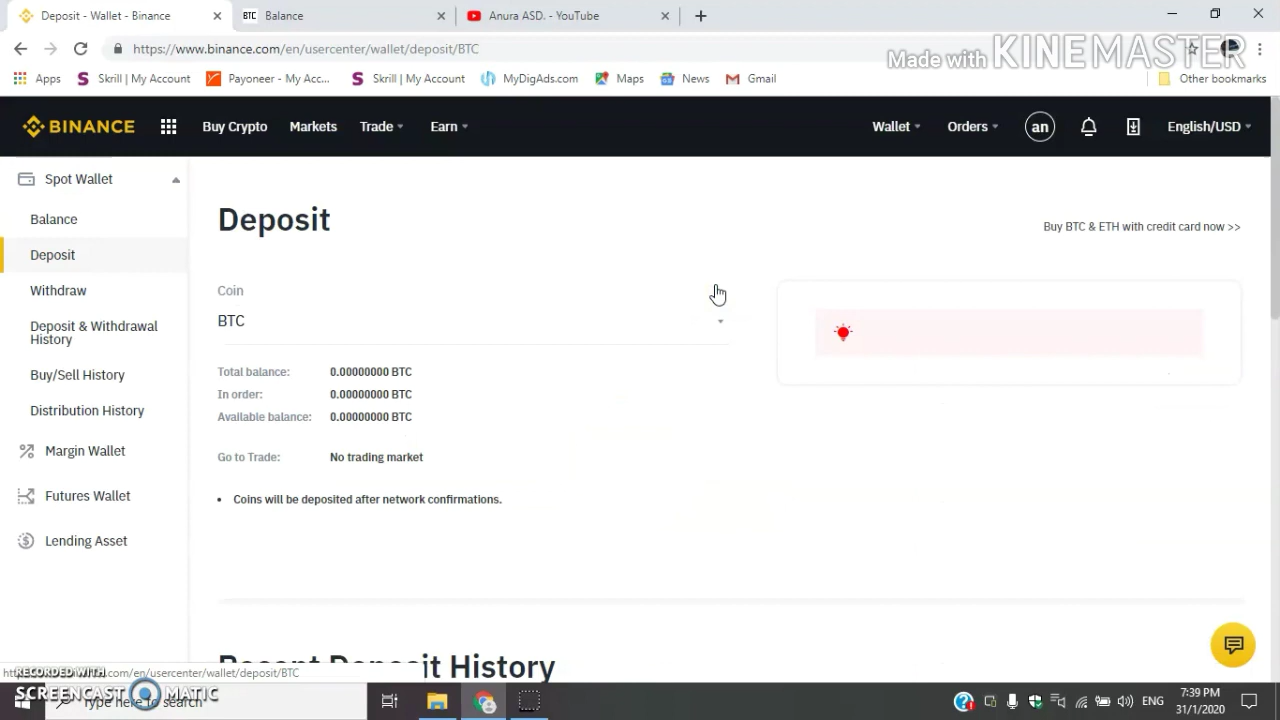 Deposit - Wallet - Binance
BTC Balance
Anura ASD. - YouTube
https://www.binance.com/en/usercenter/wallet/deposit/BTC
Made with KINEMASTER
Apps
Skrill | My Account
Payoneer - My Acc...
Skrill | My Account
MyDigAds.com
Maps
News
Gmail
Other bookmarks
BINANCE
Buy Crypto
Markets
Trade
Earn
Wallet
Orders
an
English/USD
Spot Wallet
Balance
Deposit
Withdraw
Deposit & Withdrawal
History
Buy/Sell History
Distribution History
Margin Wallet
Futures Wallet
Lending Asset
Deposit
Buy BTC & ETH with credit card now >>
Coin
BTC
Total balance: 0.00000000 BTC
In order: 0.00000000 BTC
Available balance: 0.00000000 BTC
Go to Trade: No trading market
• Coins will be deposited after network confirmations.
Recent Deposit History
.com/en/usercenter/wallet/deposit/BTC
RECORDED WITH
SCREENCAST MATIC
Type here to search
ENG
7:39 PM
31/1/2020